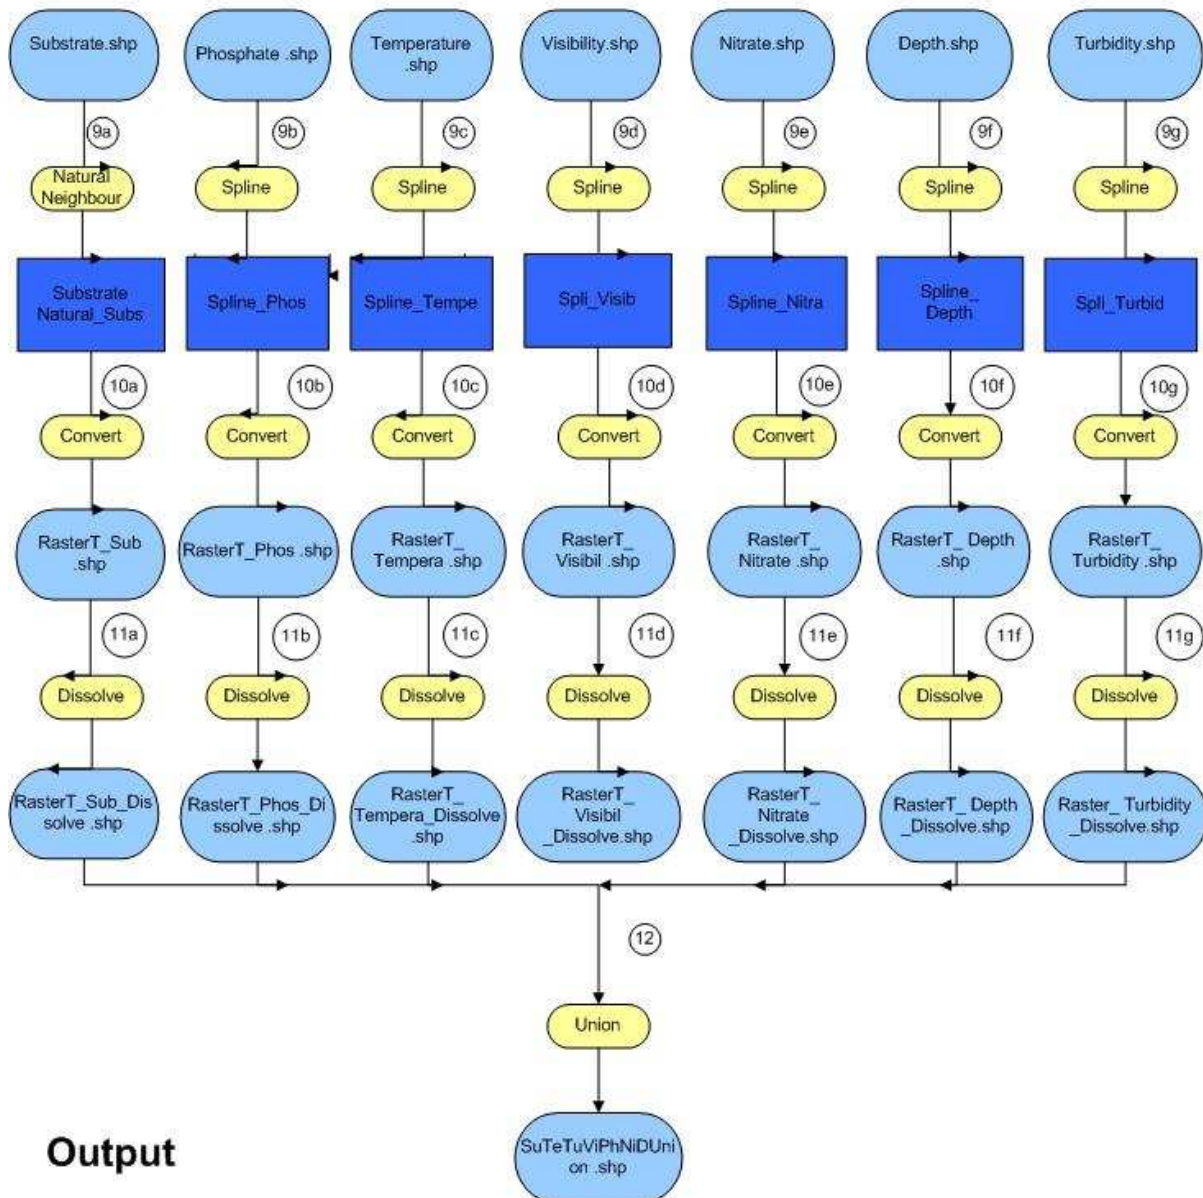 Substrate.shp
Phosphate .shp
Temperature
.shp
Visibility.shp
Nitrate.shp
Depth.shp
Turbidity.shp
9a
9b
9c
9d
9e
9f
9g
Natural
Neighbour
Spline
Spline
Spline
Spline
Spline
Spline
Substrate
Natural_Subs
Spline_Phos
Spline_Tempe
Spli_Visib
Spline_Nitra
Spline_
Depth
Spli_Turbid
10a
10b
10c
10d
10e
10f
10g
Convert
Convert
Convert
Convert
Convert
Convert
Convert
RasterT_Sub
.shp
RasterT_Phos .shp
RasterT_
Tempera .shp
RasterT_
Visibil .shp
RasterT_
Nitrate .shp
RasterT_ Depth
.shp
RasterT_
Turbidity .shp
11a
11b
11c
11d
11e
11f
11g
Dissolve
Dissolve
Dissolve
Dissolve
Dissolve
Dissolve
Dissolve
RasterT_Sub_Dis
solve .shp
RasterT_Phos_Di
ssolve .shp
RasterT_
Tempera_Dissolve
.shp
RasterT_
Visibil
_Dissolve.shp
RasterT_
Nitrate
_Dissolve.shp
RasterT_ Depth
_Dissolve.shp
Raster_ Turbidity
_Dissolve.shp
12
Union
SuTeTuViPhNiDUni
on .shp
Output